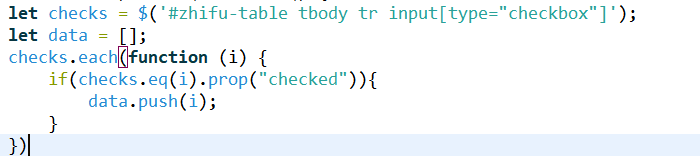 let checks = $('#zhifu-table tbody tr input[type="checkbox"]');
let data = [];
checks.each(function (i) {
    if(checks.eq(i).prop("checked")){
        data.push(i);
    }
})